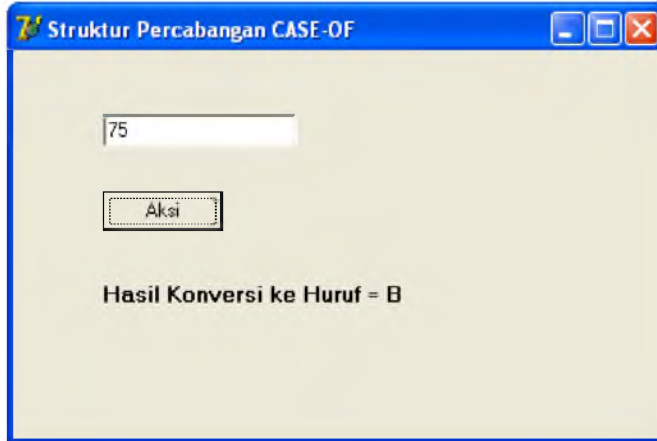 Struktur Percabangan CASE-OF
75
Aksi
Hasil Konversi ke Huruf = B